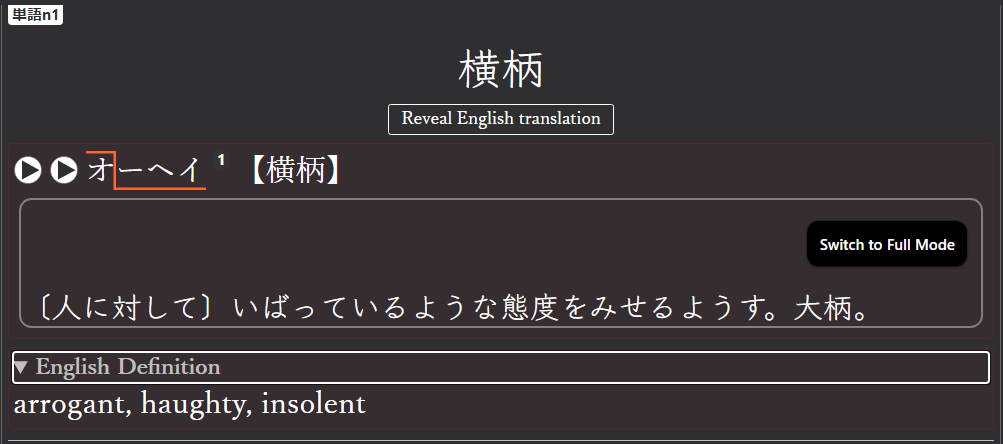 単語n1
横柄
Reveal English translation
オーヘイ 1 【横柄】
Switch to Full Mode
〔人に対して〕いばっているような態度をみせるようす。大柄。
▼ English Definition
arrogant, haughty, insolent